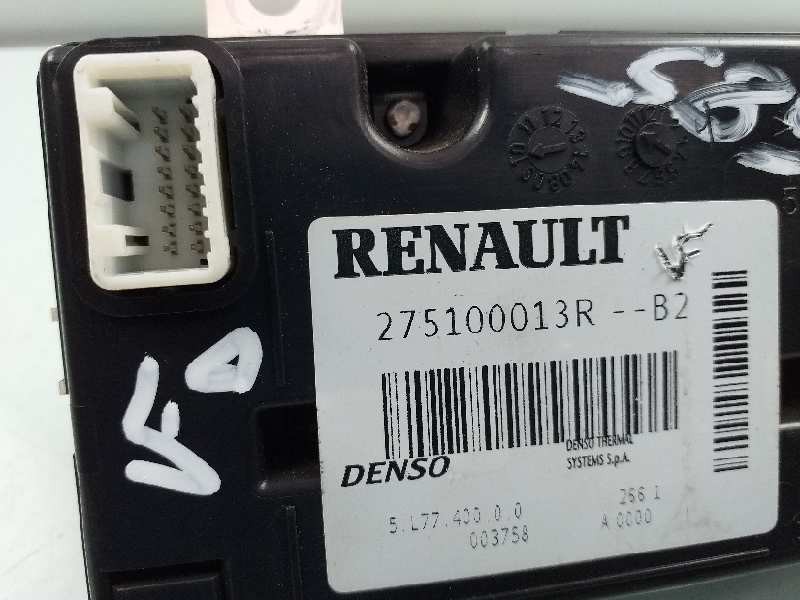 RENAULT
275100013R --B2
DENSO
DENSO THERMAL
SYSTEMS S.p.A.
5.L77.400.0.0
266 1
003758
A 0000